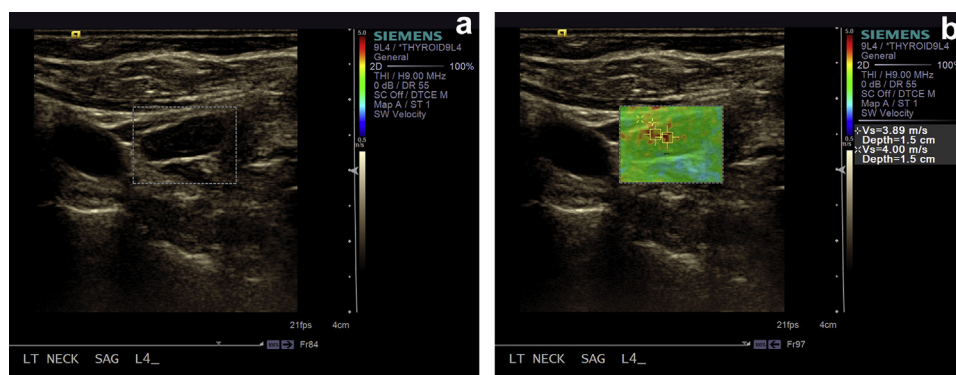 a
5.0
SIEMENS
9L4 / *THYROID9L4
General
2D 100%
THI / H9.00 MHz
0 dB / DR 55
SC Off / DTCE M
Map A / ST 1
SW Velocity
0.5
m/s
21fps 4cm
Fr84
LT NECK SAG L4_
b
5.0
SIEMENS
9L4 / *THYROID9L4
General
2D 100%
THI / H9.00 MHz
0 dB / DR 55
SC Off / DTCE M
Map A / ST 1
SW Velocity
0.5
m/s
Vs=3.89 m/s
Depth=1.5 cm
Vs=4.00 m/s
Depth=1.5 cm
21fps 4cm
Fr97
LT NECK SAG L4_